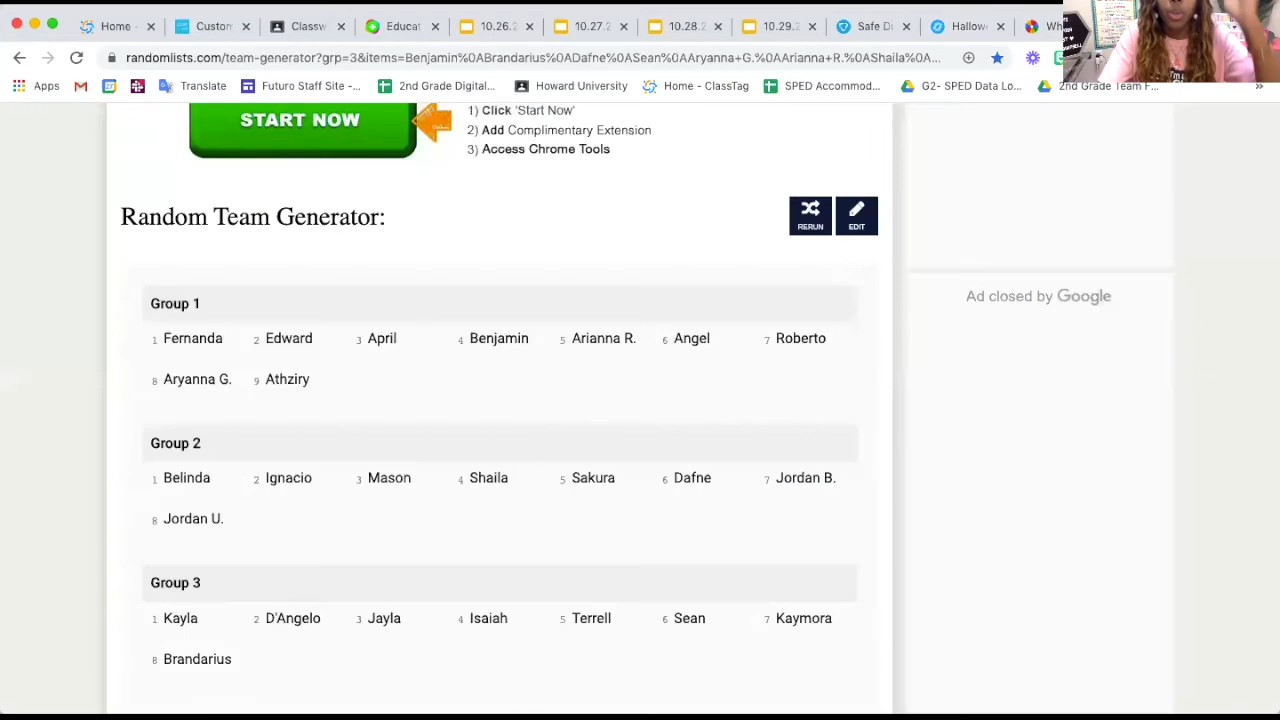 Home -
Custom
Classw
Educ
10.26.
10.27.2
10.28.2
10.29.2
Safe D
Hallow
Wh
randomlists.com/team-generator?grp=3&items=Benjamin%0ABrandarius%0ADafne%0ASean%0AAryanna+G.%0AArianna+R.%0AShaila%0A...
Apps
Translate
Futuro Staff Site -...
2nd Grade Digital...
Howard University
Home - ClassTag
SPED Accommod...
G2- SPED Data Lo...
2nd Grade Team F...
»
START NOW
1) Click 'Start Now'
2) Add Complimentary Extension
3) Access Chrome Tools
Random Team Generator:
RERUN
EDIT
Ad closed by Google
Group 1
1 Fernanda 2 Edward 3 April 4 Benjamin 5 Arianna R. 6 Angel 7 Roberto
8 Aryanna G. 9 Athziry
Group 2
1 Belinda 2 Ignacio 3 Mason 4 Shaila 5 Sakura 6 Dafne 7 Jordan B.
8 Jordan U.
Group 3
1 Kayla 2 D'Angelo 3 Jayla 4 Isaiah 5 Terrell 6 Sean 7 Kaymora
8 Brandarius